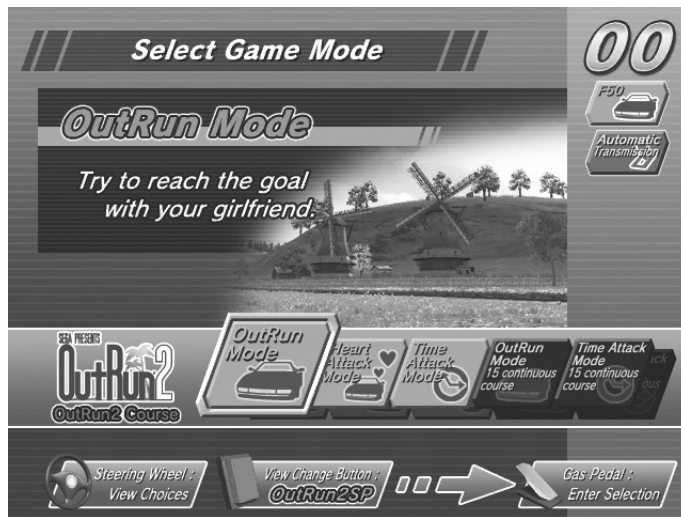 Select Game Mode
00
F50
Automatic
Transmission
OutRun Mode
Try to reach the goal
with your girlfriend.
SEGA PRESENTS
OutRun2
OutRun2 Course
OutRun
Mode
Heart
Attack
Mode
Time
Attack
Mode
OutRun
Mode
15 continuous
course
Time Attack
Mode
15 continuous
course
Steering Wheel :
View Choices
View Change Button :
OutRun2SP
Gas Pedal :
Enter Selection